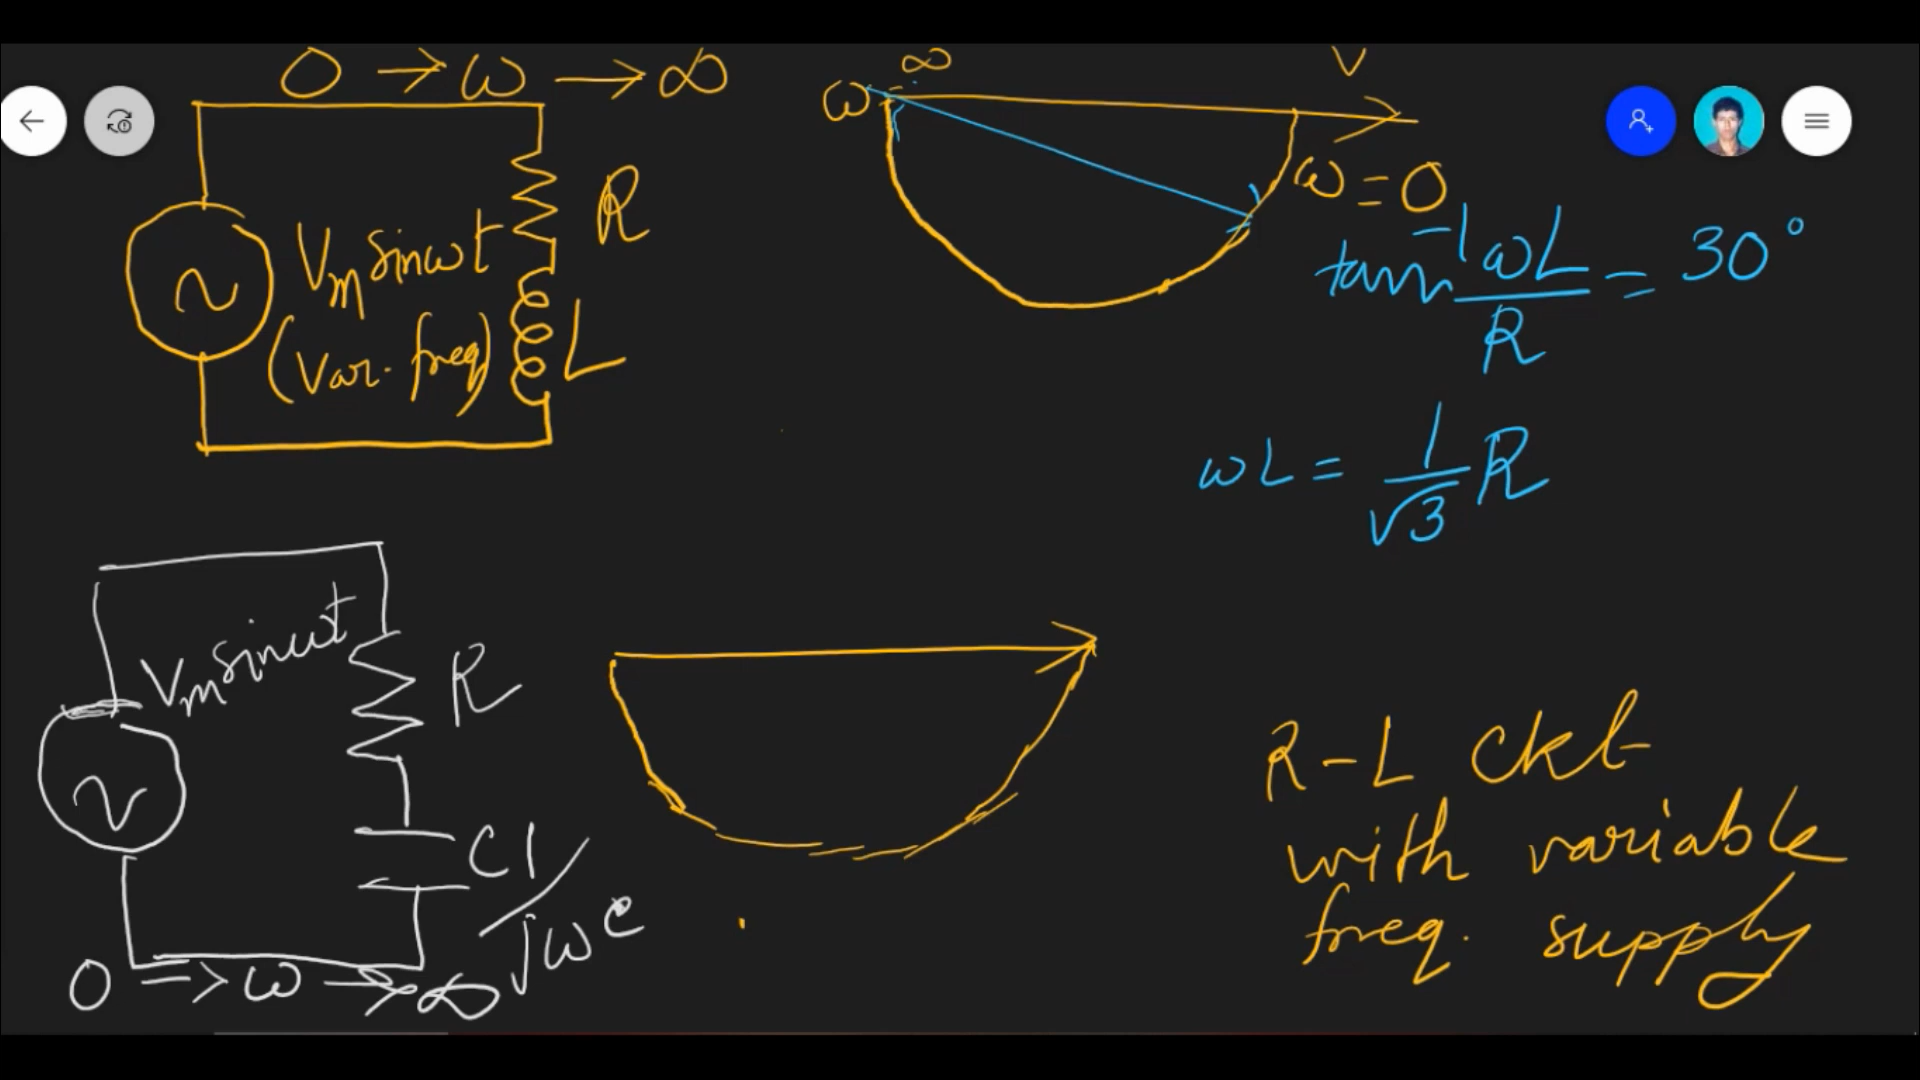 0 → ω → ∞
R
Vm sinωt
(Var. freq)
L
ω = ∞
V
ω = 0
tan⁻¹ ωL/R = 30°
ωL = 1/√3 R
Vm sinωt
R
C 1/jωc
0 => ω → ∞
R-L ckt
with variable
freq. supply